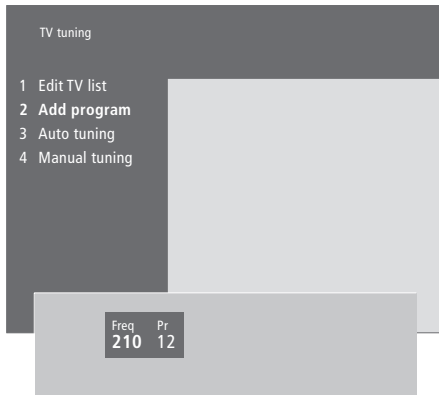 TV tuning
1 Edit TV list
2 Add program
3 Auto tuning
4 Manual tuning
Freq Pr
210 12